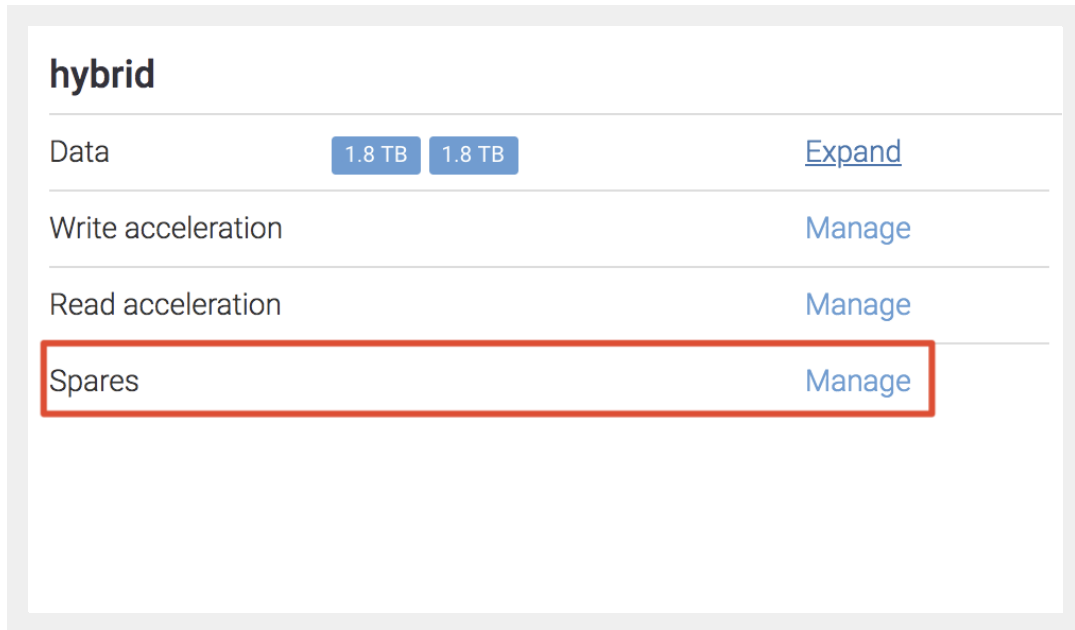 hybrid
Data 1.8 TB 1.8 TB Expand
Write acceleration Manage
Read acceleration Manage
Spares Manage